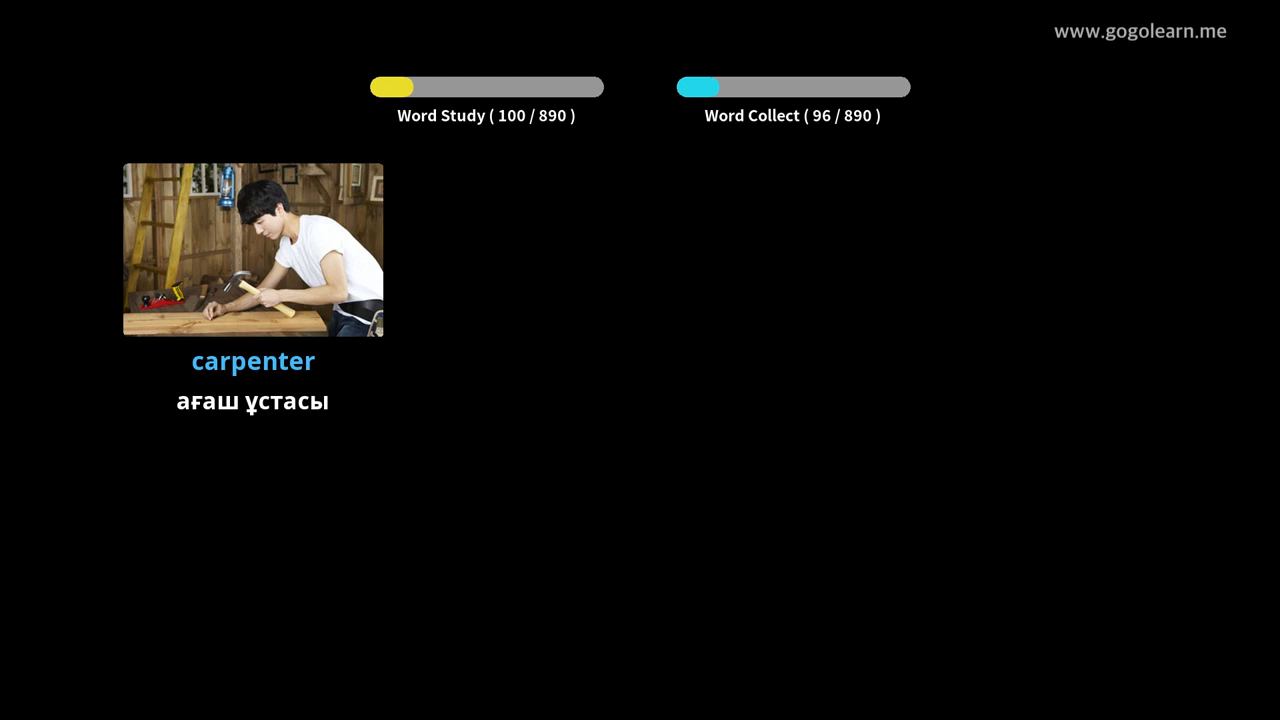 www.gogolearn.me
Word Study ( 100 / 890 )
Word Collect ( 96 / 890 )
carpenter
ағаш ұстасы